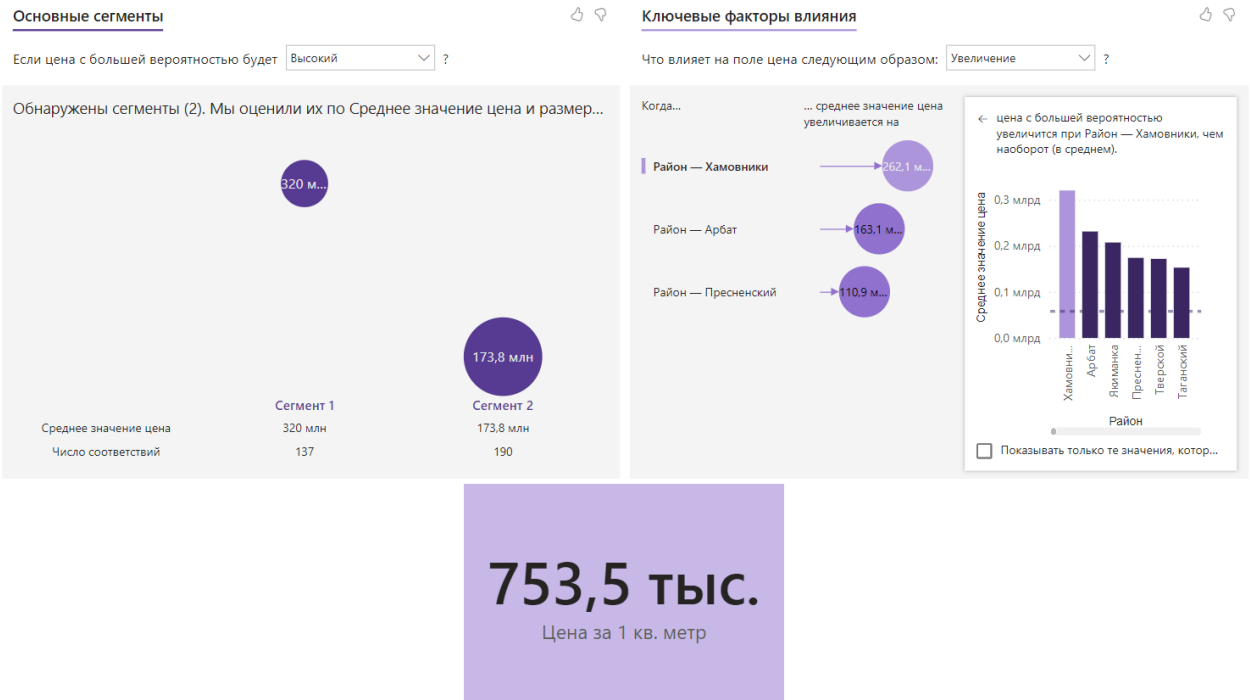 Основные сегменты
Если цена с большей вероятностью будет Высокий ?
Обнаружены сегменты (2). Мы оценили их по Среднее значение цена и размер...
320 м...
173,8 млн
Сегмент 1 Сегмент 2
Среднее значение цена 320 млн 173,8 млн
Число соответствий 137 190
Ключевые факторы влияния
Что влияет на поле цена следующим образом: Увеличение ?
Когда...
... среднее значение цена
увеличивается на
Район — Хамовники 262,1 м...
Район — Арбат 163,1 м...
Район — Пресненский 110,9 м...
← цена с большей вероятностью
увеличится при Район — Хамовники, чем
наоборот (в среднем).
Среднее значение цена
0,3 млрд
0,2 млрд
0,1 млрд
0,0 млрд
Хамовни...
Арбат
Якиманка
Преснен...
Тверской
Таганский
Район
Показывать только те значения, котор...
753,5 тыс.
Цена за 1 кв. метр